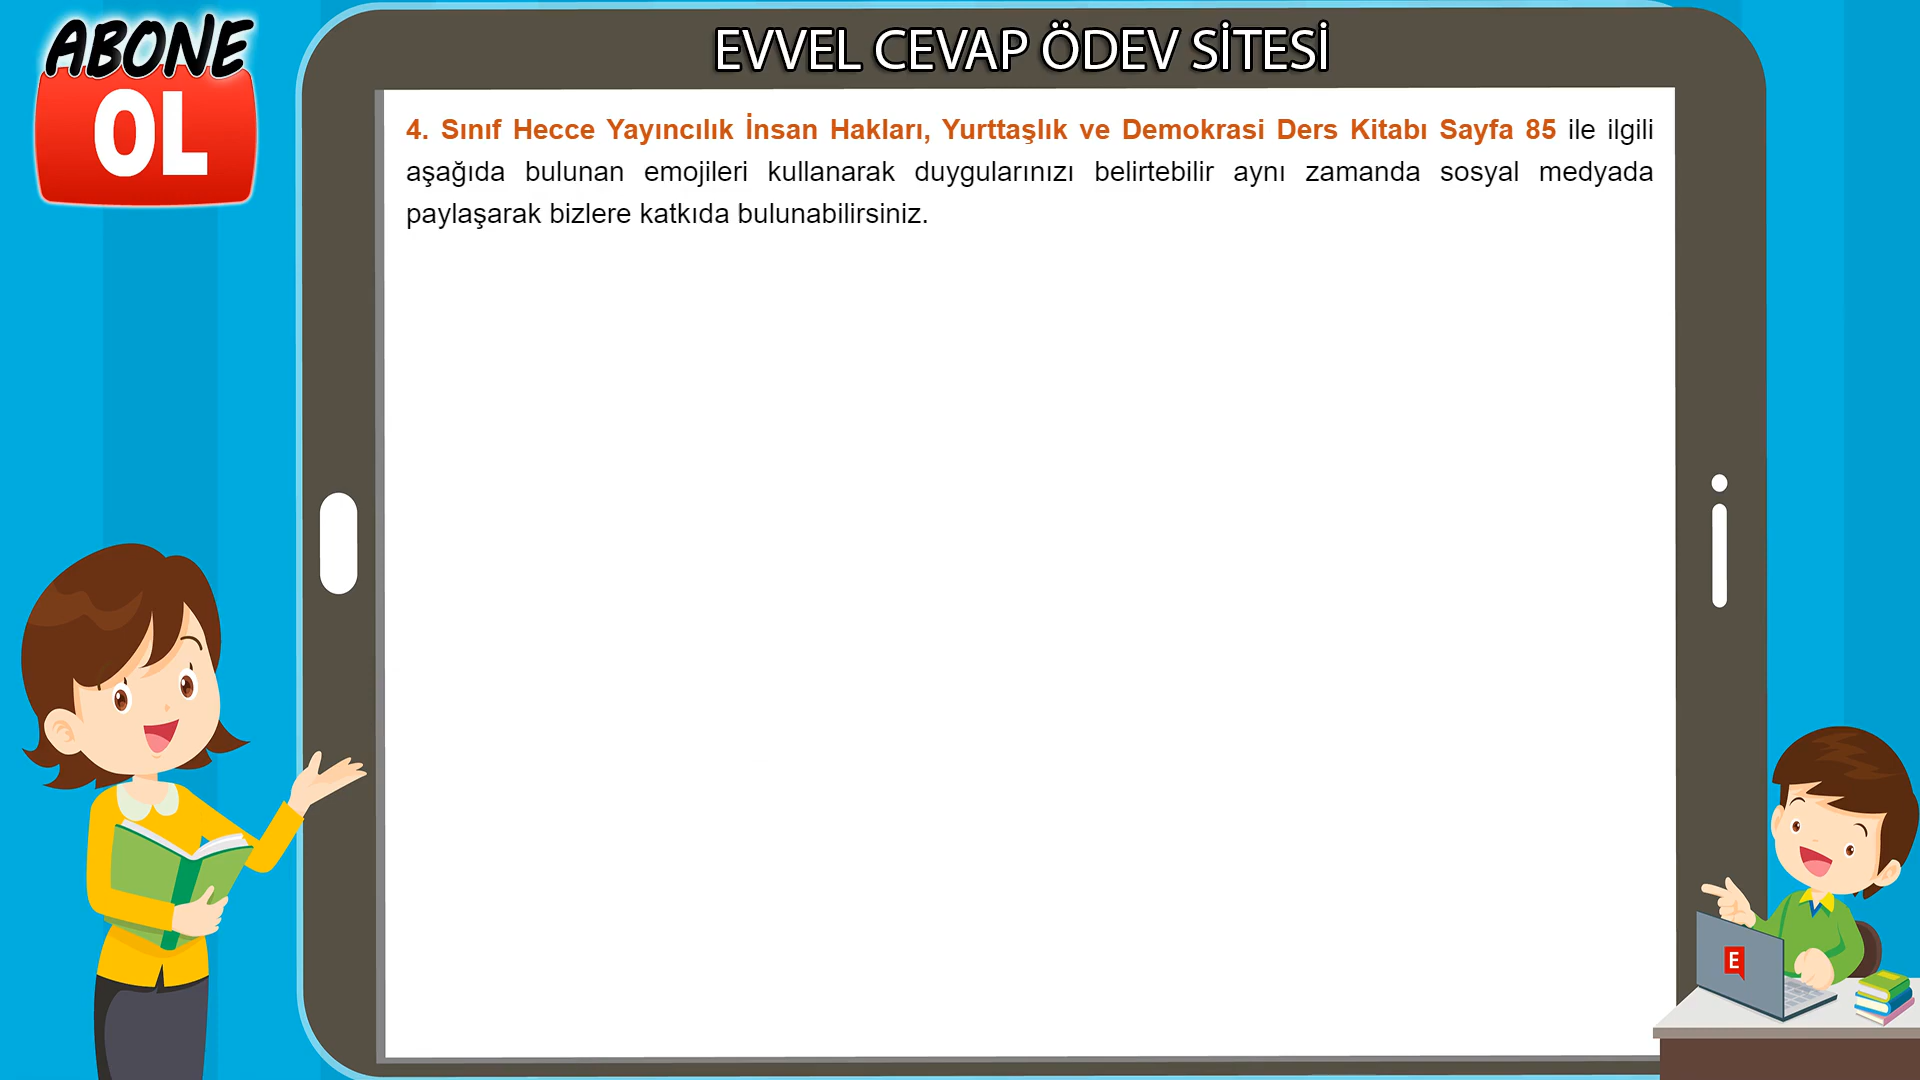 ABONE
OL
EVVEL CEVAP ÖDEV SİTESİ
4. Sınıf Hecce Yayıncılık İnsan Hakları, Yurttaşlık ve Demokrasi Ders Kitabı Sayfa 85 ile ilgili
aşağıda bulunan emojileri kullanarak duygularınızı belirtebilir aynı zamanda sosyal medyada
paylaşarak bizlere katkıda bulunabilirsiniz.
E